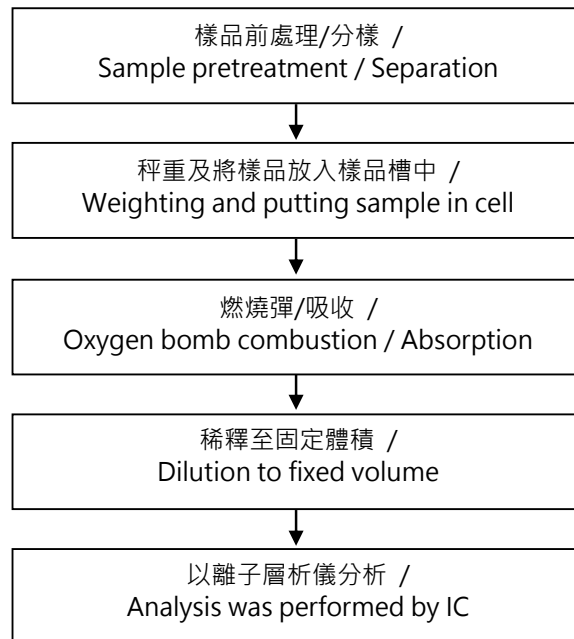 樣品前處理/分樣 /
Sample pretreatment / Separation
秤重及將樣品放入樣品槽中 /
Weighting and putting sample in cell
燃燒彈/吸收 /
Oxygen bomb combustion / Absorption
稀釋至固定體積 /
Dilution to fixed volume
以離子層析儀分析 /
Analysis was performed by IC